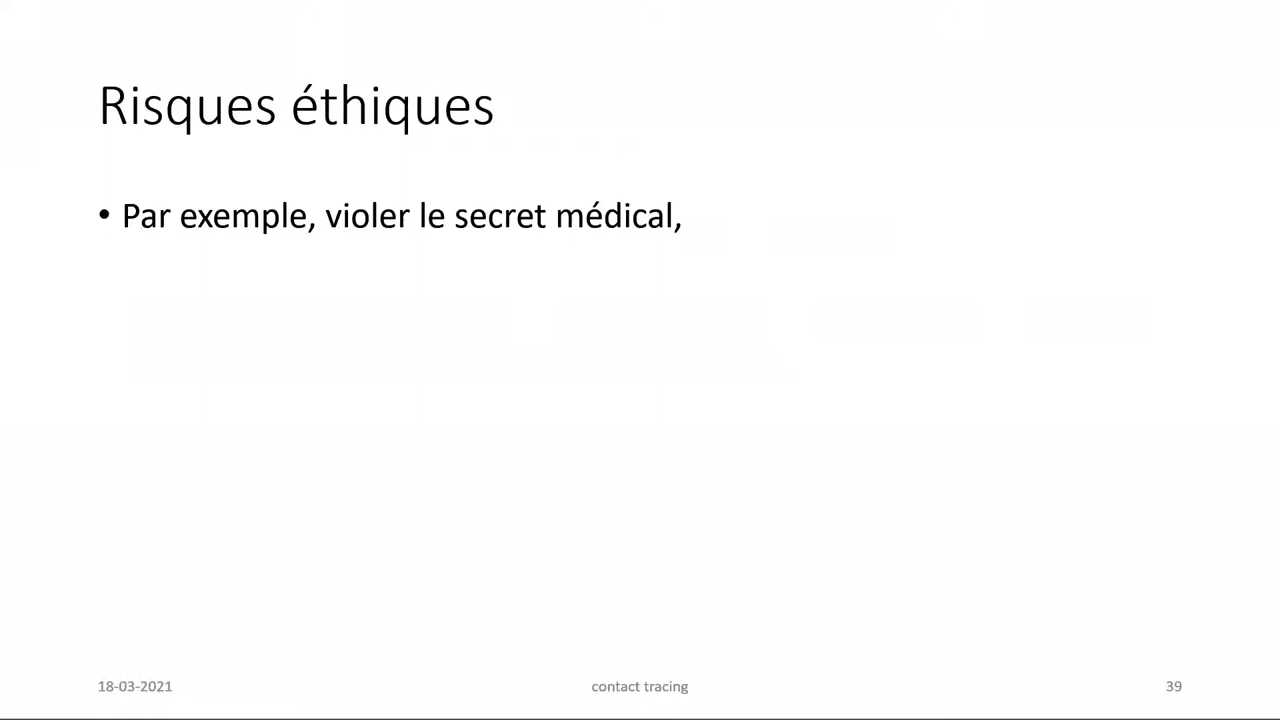 Risques éthiques
• Par exemple, violer le secret médical,
18-03-2021
contact tracing
39